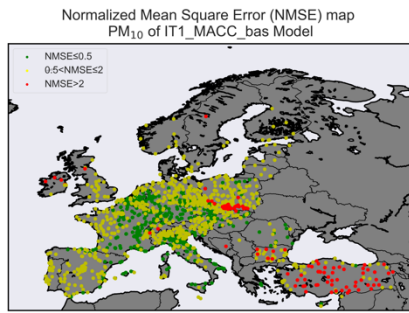 Normalized Mean Square Error (NMSE) map
PM₁₀ of IT1_MACC_bas Model
NMSE≤0.5
0.5<NMSE≤2
NMSE>2